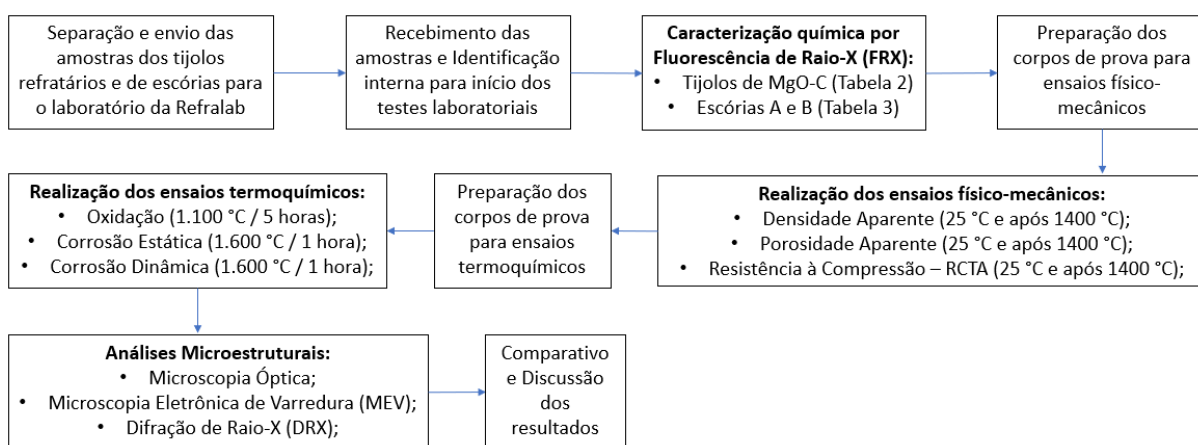 Separação e envio das
amostras dos tijolos
refratários e de escórias para
o laboratório da Refralab
Recebimento das
amostras e Identificação
interna para início dos
testes laboratoriais
Caracterização química por
Fluorescência de Raio-X (FRX):
• Tijolos de MgO-C (Tabela 2)
• Escórias A e B (Tabela 3)
Preparação dos
corpos de prova para
ensaios físico-
mecânicos
Realização dos ensaios físico-mecânicos:
• Densidade Aparente (25 °C e após 1400 °C);
• Porosidade Aparente (25 °C e após 1400 °C);
• Resistência à Compressão – RCTA (25 °C e após 1400 °C);
Preparação dos
corpos de prova
para ensaios
termoquímicos
Realização dos ensaios termoquímicos:
• Oxidação (1.100 °C / 5 horas);
• Corrosão Estática (1.600 °C / 1 hora);
• Corrosão Dinâmica (1.600 °C / 1 hora);
Análises Microestruturais:
• Microscopia Óptica;
• Microscopia Eletrônica de Varredura (MEV);
• Difração de Raio-X (DRX);
Comparativo
e Discussão
dos
resultados